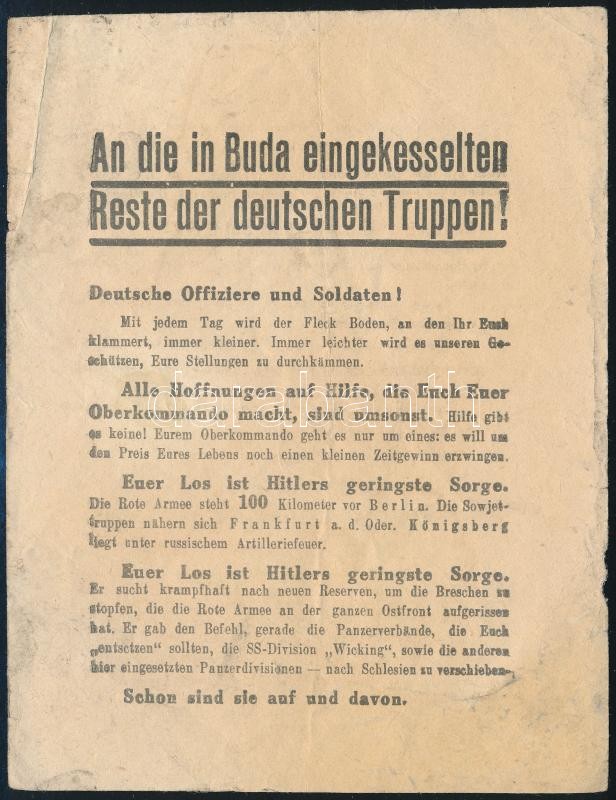 An die in Buda eingekesselten
Reste der deutschen Truppen!
Deutsche Offiziere und Soldaten!
Mit jedem Tag wird der Fleck Boden, an den Ihr Euch
klammert, immer kleiner. Immer leichter wird es unseren Ge-
schützen, Eure Stellungen zu durchkämmen.
Alle Hoffnungen auf Hilfe, die Euch Euer
Oberkommando macht, sind umsonst. Hilfe gibt
es keine! Eurem Oberkommando geht es nur um eines: es will um
den Preis Eures Lebens noch einen kleinen Zeitgewinn erzwingen.
Euer Los ist Hitlers geringste Sorge.
Die Rote Armee steht 100 Kilometer vor Berlin. Die Sowjet-
truppen nähern sich Frankfurt a. d. Oder. Königsberg
liegt unter russischem Artilleriefeuer.
Euer Los ist Hitlers geringste Sorge.
Er sucht krampfhaft nach neuen Reserven, um die Breschen zu
stopfen, die die Rote Armee an der ganzen Ostfront aufgerissen
hat. Er gab den Befehl, gerade die Panzerverbände, die Euch
„entsetzen" sollten, die SS-Division „Wicking", sowie die anderen
hier eingesetzten Panzerdivisionen — nach Schlesien zu verschieben.
Schon sind sie auf und davon.
darabanth